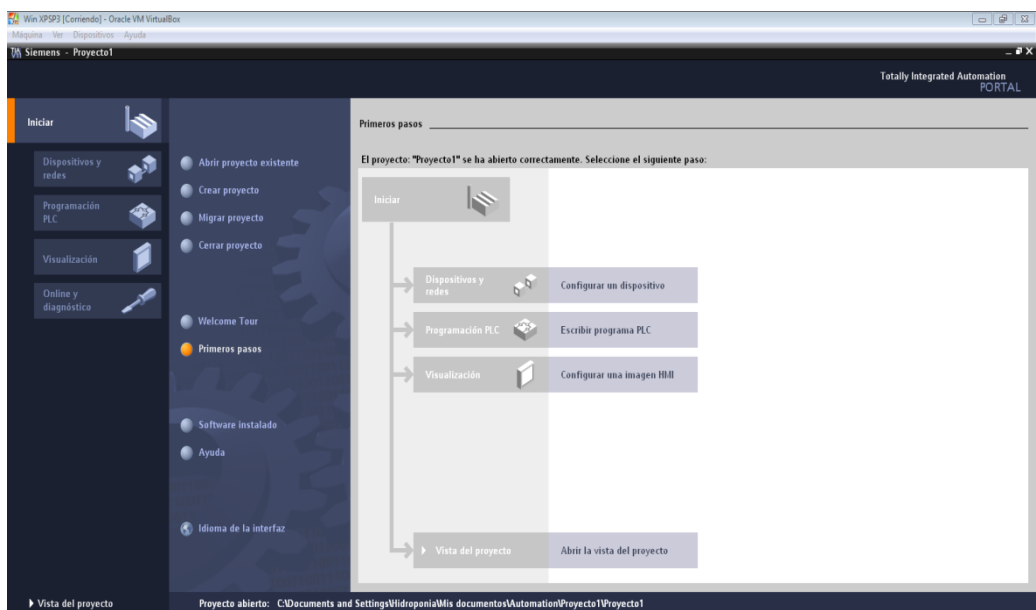 Win XPSP3 [Corriendo] - Oracle VM VirtualBox
Máquina Ver Dispositivos Ayuda
Siemens - Proyecto1
Totally Integrated Automation
PORTAL
Iniciar
Dispositivos y
redes
Programación
PLC
Visualización
Online y
diagnóstico
Abrir proyecto existente
Crear proyecto
Migrar proyecto
Cerrar proyecto
Welcome Tour
Primeros pasos
Software instalado
Ayuda
Idioma de la interfaz
Primeros pasos
El proyecto: "Proyecto1" se ha abierto correctamente. Seleccione el siguiente paso:
Iniciar
Dispositivos y
redes
Configurar un dispositivo
Programación PLC
Escribir programa PLC
Visualización
Configurar una imagen HMI
Vista del proyecto
Abrir la vista del proyecto
Vista del proyecto
Proyecto abierto: C:\Documents and Settings\Hidroponia\Mis documentos\Automation\Proyecto1\Proyecto1